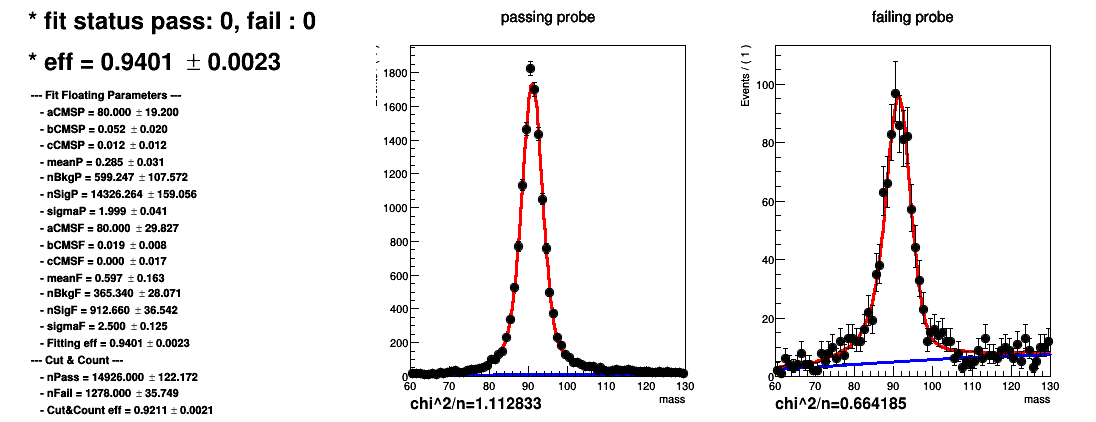 * fit status pass: 0, fail : 0
* eff = 0.9401 ± 0.0023
--- Fit Floating Parameters ---
- aCMSP = 80.000 ± 19.200
- bCMSP = 0.052 ± 0.020
- cCMSP = 0.012 ± 0.012
- meanP = 0.285 ± 0.031
- nBkgP = 599.247 ± 107.572
- nSigP = 14326.264 ± 159.056
- sigmaP = 1.999 ± 0.041
- aCMSF = 80.000 ± 29.827
- bCMSF = 0.019 ± 0.008
- cCMSF = 0.000 ± 0.017
- meanF = 0.597 ± 0.163
- nBkgF = 365.340 ± 28.071
- nSigF = 912.660 ± 36.542
- sigmaF = 2.500 ± 0.125
- Fitting eff = 0.9401 ± 0.0023
--- Cut & Count ---
- nPass = 14926.000 ± 122.172
- nFail = 1278.000 ± 35.749
- Cut&Count eff = 0.9211 ± 0.0021
passing probe
1800
1600
1400
1200
1000
800
600
400
200
0
60 70 80 90 100 110 120 130
mass
chi^2/n=1.112833
failing probe
Events / ( 1 )
100
80
60
40
20
0
60 70 80 90 100 110 120 130
mass
chi^2/n=0.664185